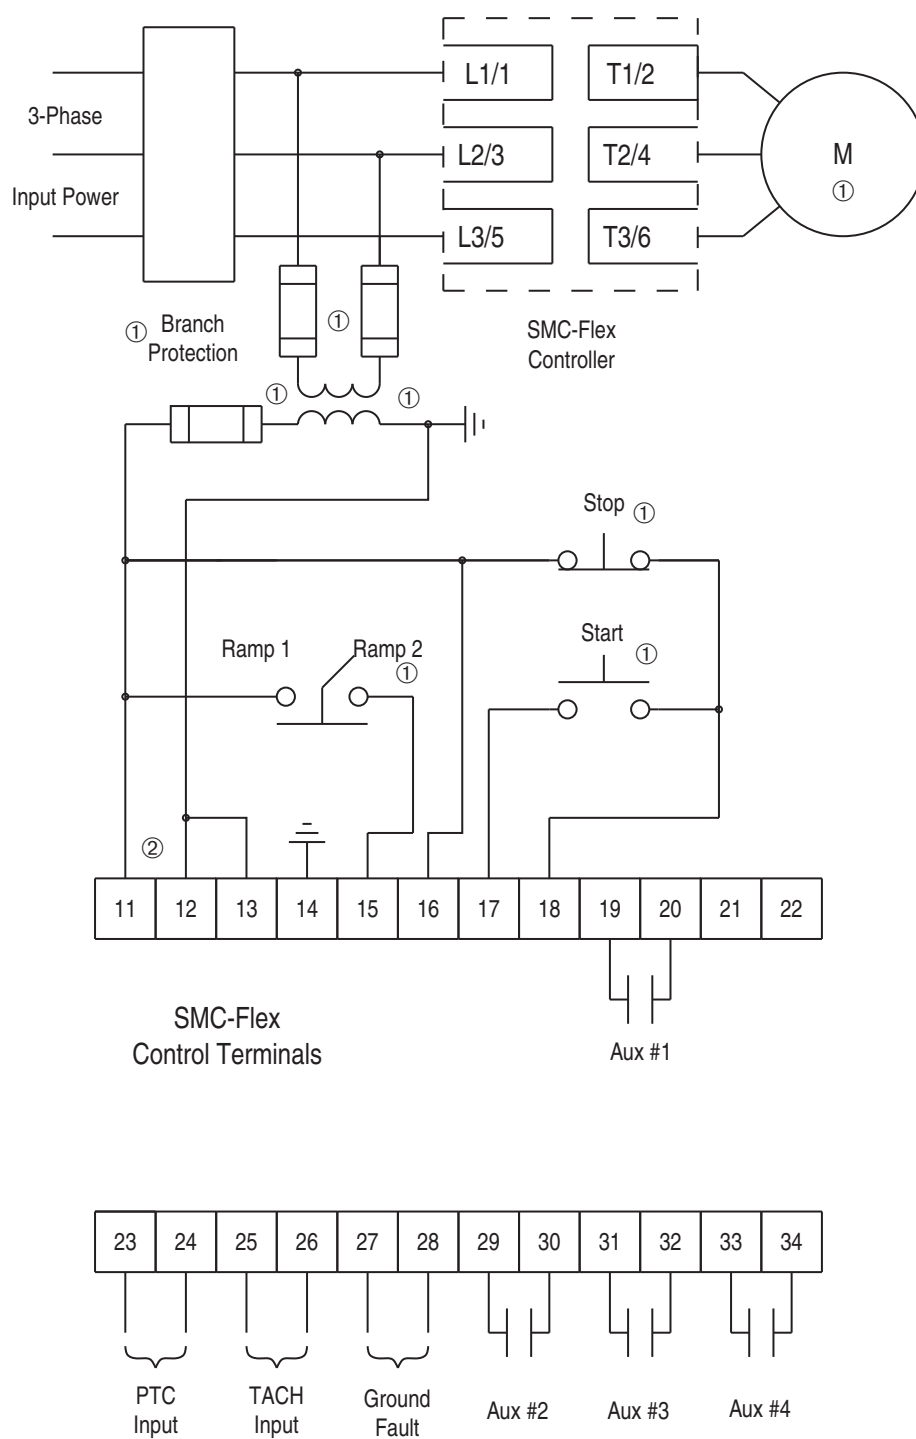 L1/1 T1/2
3-Phase
L2/3 T2/4 M
①
Input Power
L3/5 T3/6
① Branch
Protection
①
SMC-Flex
Controller
① ①
Stop ①
Start ①
Ramp 1 Ramp 2
①
②
11 12 13 14 15 16 17 18 19 20 21 22
SMC-Flex
Control Terminals
Aux #1
23 24 25 26 27 28 29 30 31 32 33 34
PTC
Input
TACH
Input
Ground
Fault
Aux #2 Aux #3 Aux #4